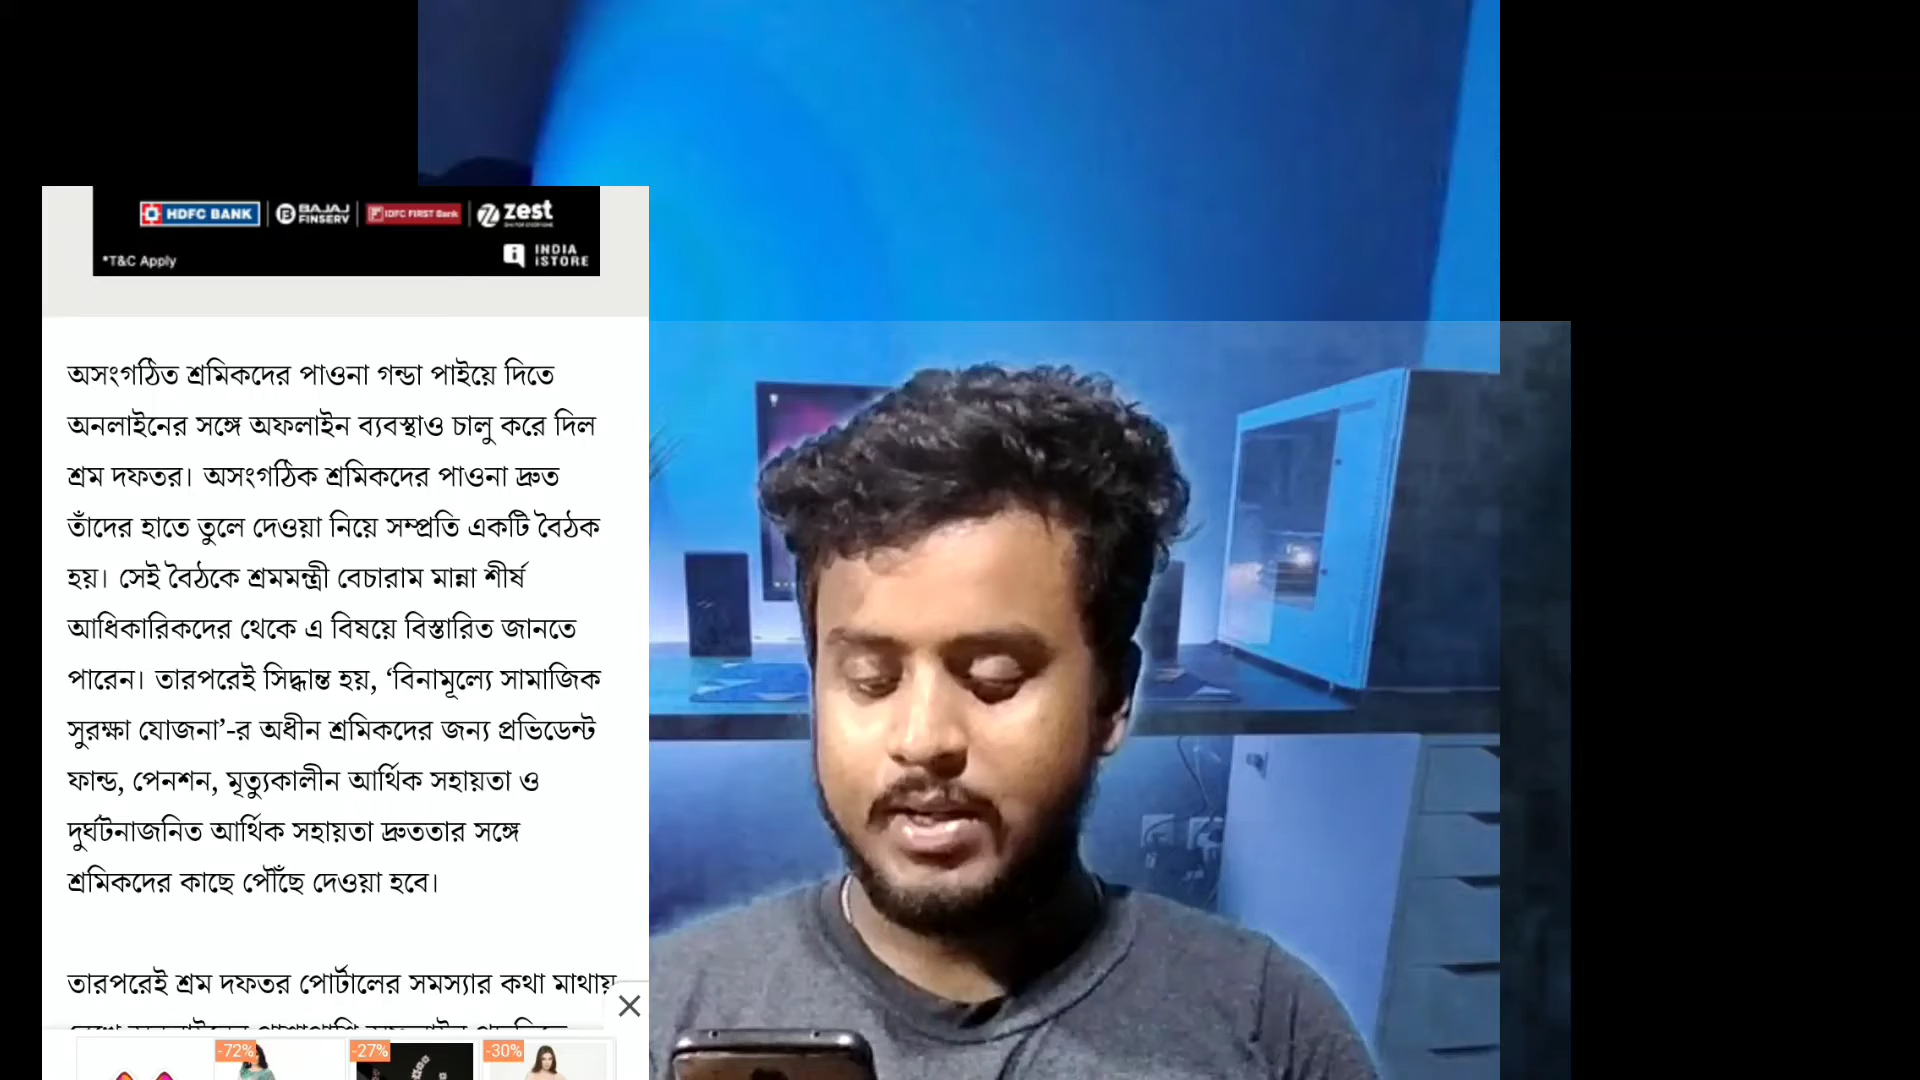 HDFC BANK BAJAJ FINSERV IDFC FIRST Bank zest
*T&C Apply
INDIA iSTORE
অসংগঠিত শ্রমিকদের পাওনা গন্ডা পাইয়ে দিতে
অনলাইনের সঙ্গে অফলাইন ব্যবস্থাও চালু করে দিল
শ্রম দফতর। অসংগঠিক শ্রমিকদের পাওনা দ্রুত
তাঁদের হাতে তুলে দেওয়া নিয়ে সম্প্রতি একটি বৈঠক
হয়। সেই বৈঠকে শ্রমমন্ত্রী বেচারাম মান্না শীর্ষ
আধিকারিকদের থেকে এ বিষয়ে বিস্তারিত জানতে
পারেন। তারপরেই সিদ্ধান্ত হয়, ‘বিনামূল্যে সামাজিক
সুরক্ষা যোজনা’-র অধীন শ্রমিকদের জন্য প্রভিডেন্ট
ফান্ড, পেনশন, মৃত্যুকালীন আর্থিক সহায়তা ও
দুর্ঘটনাজনিত আর্থিক সহায়তা দ্রুততার সঙ্গে
শ্রমিকদের কাছে পৌঁছে দেওয়া হবে।
তারপরেই শ্রম দফতর পোর্টালের সমস্যার কথা মাথায়
-72% -27% -30%